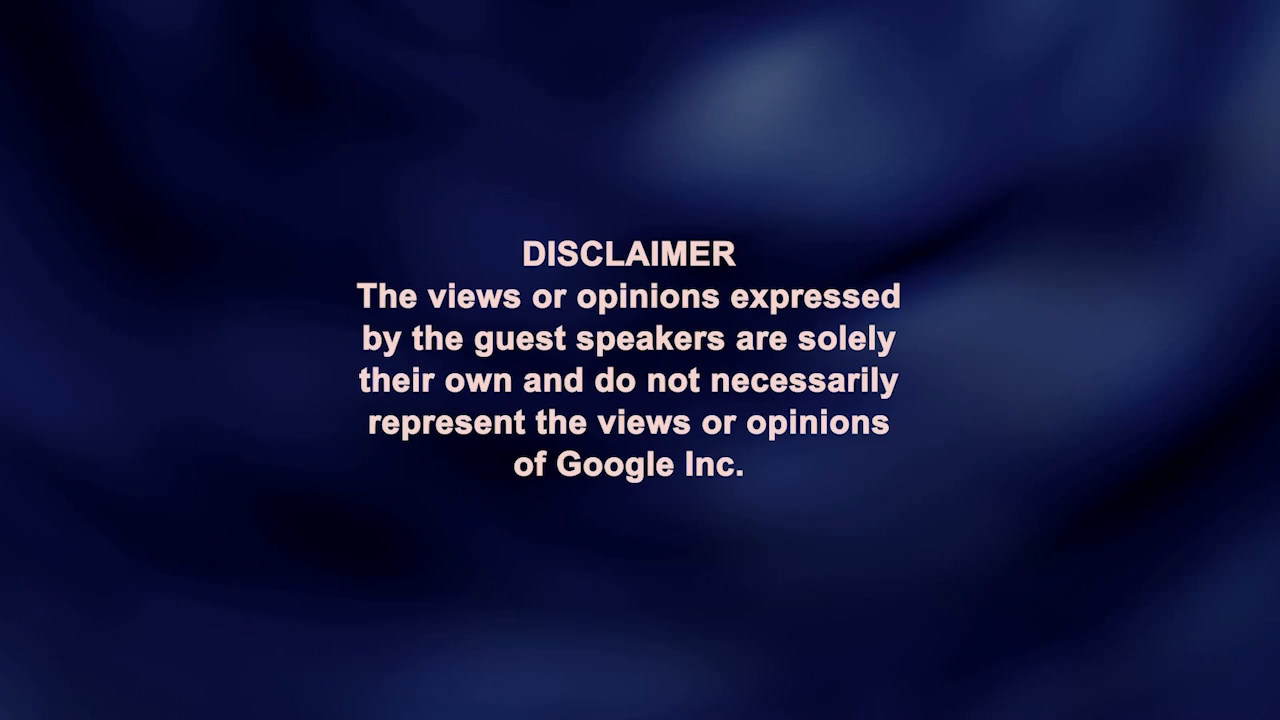 DISCLAIMER
The views or opinions expressed
by the guest speakers are solely
their own and do not necessarily
represent the views or opinions
of Google Inc.